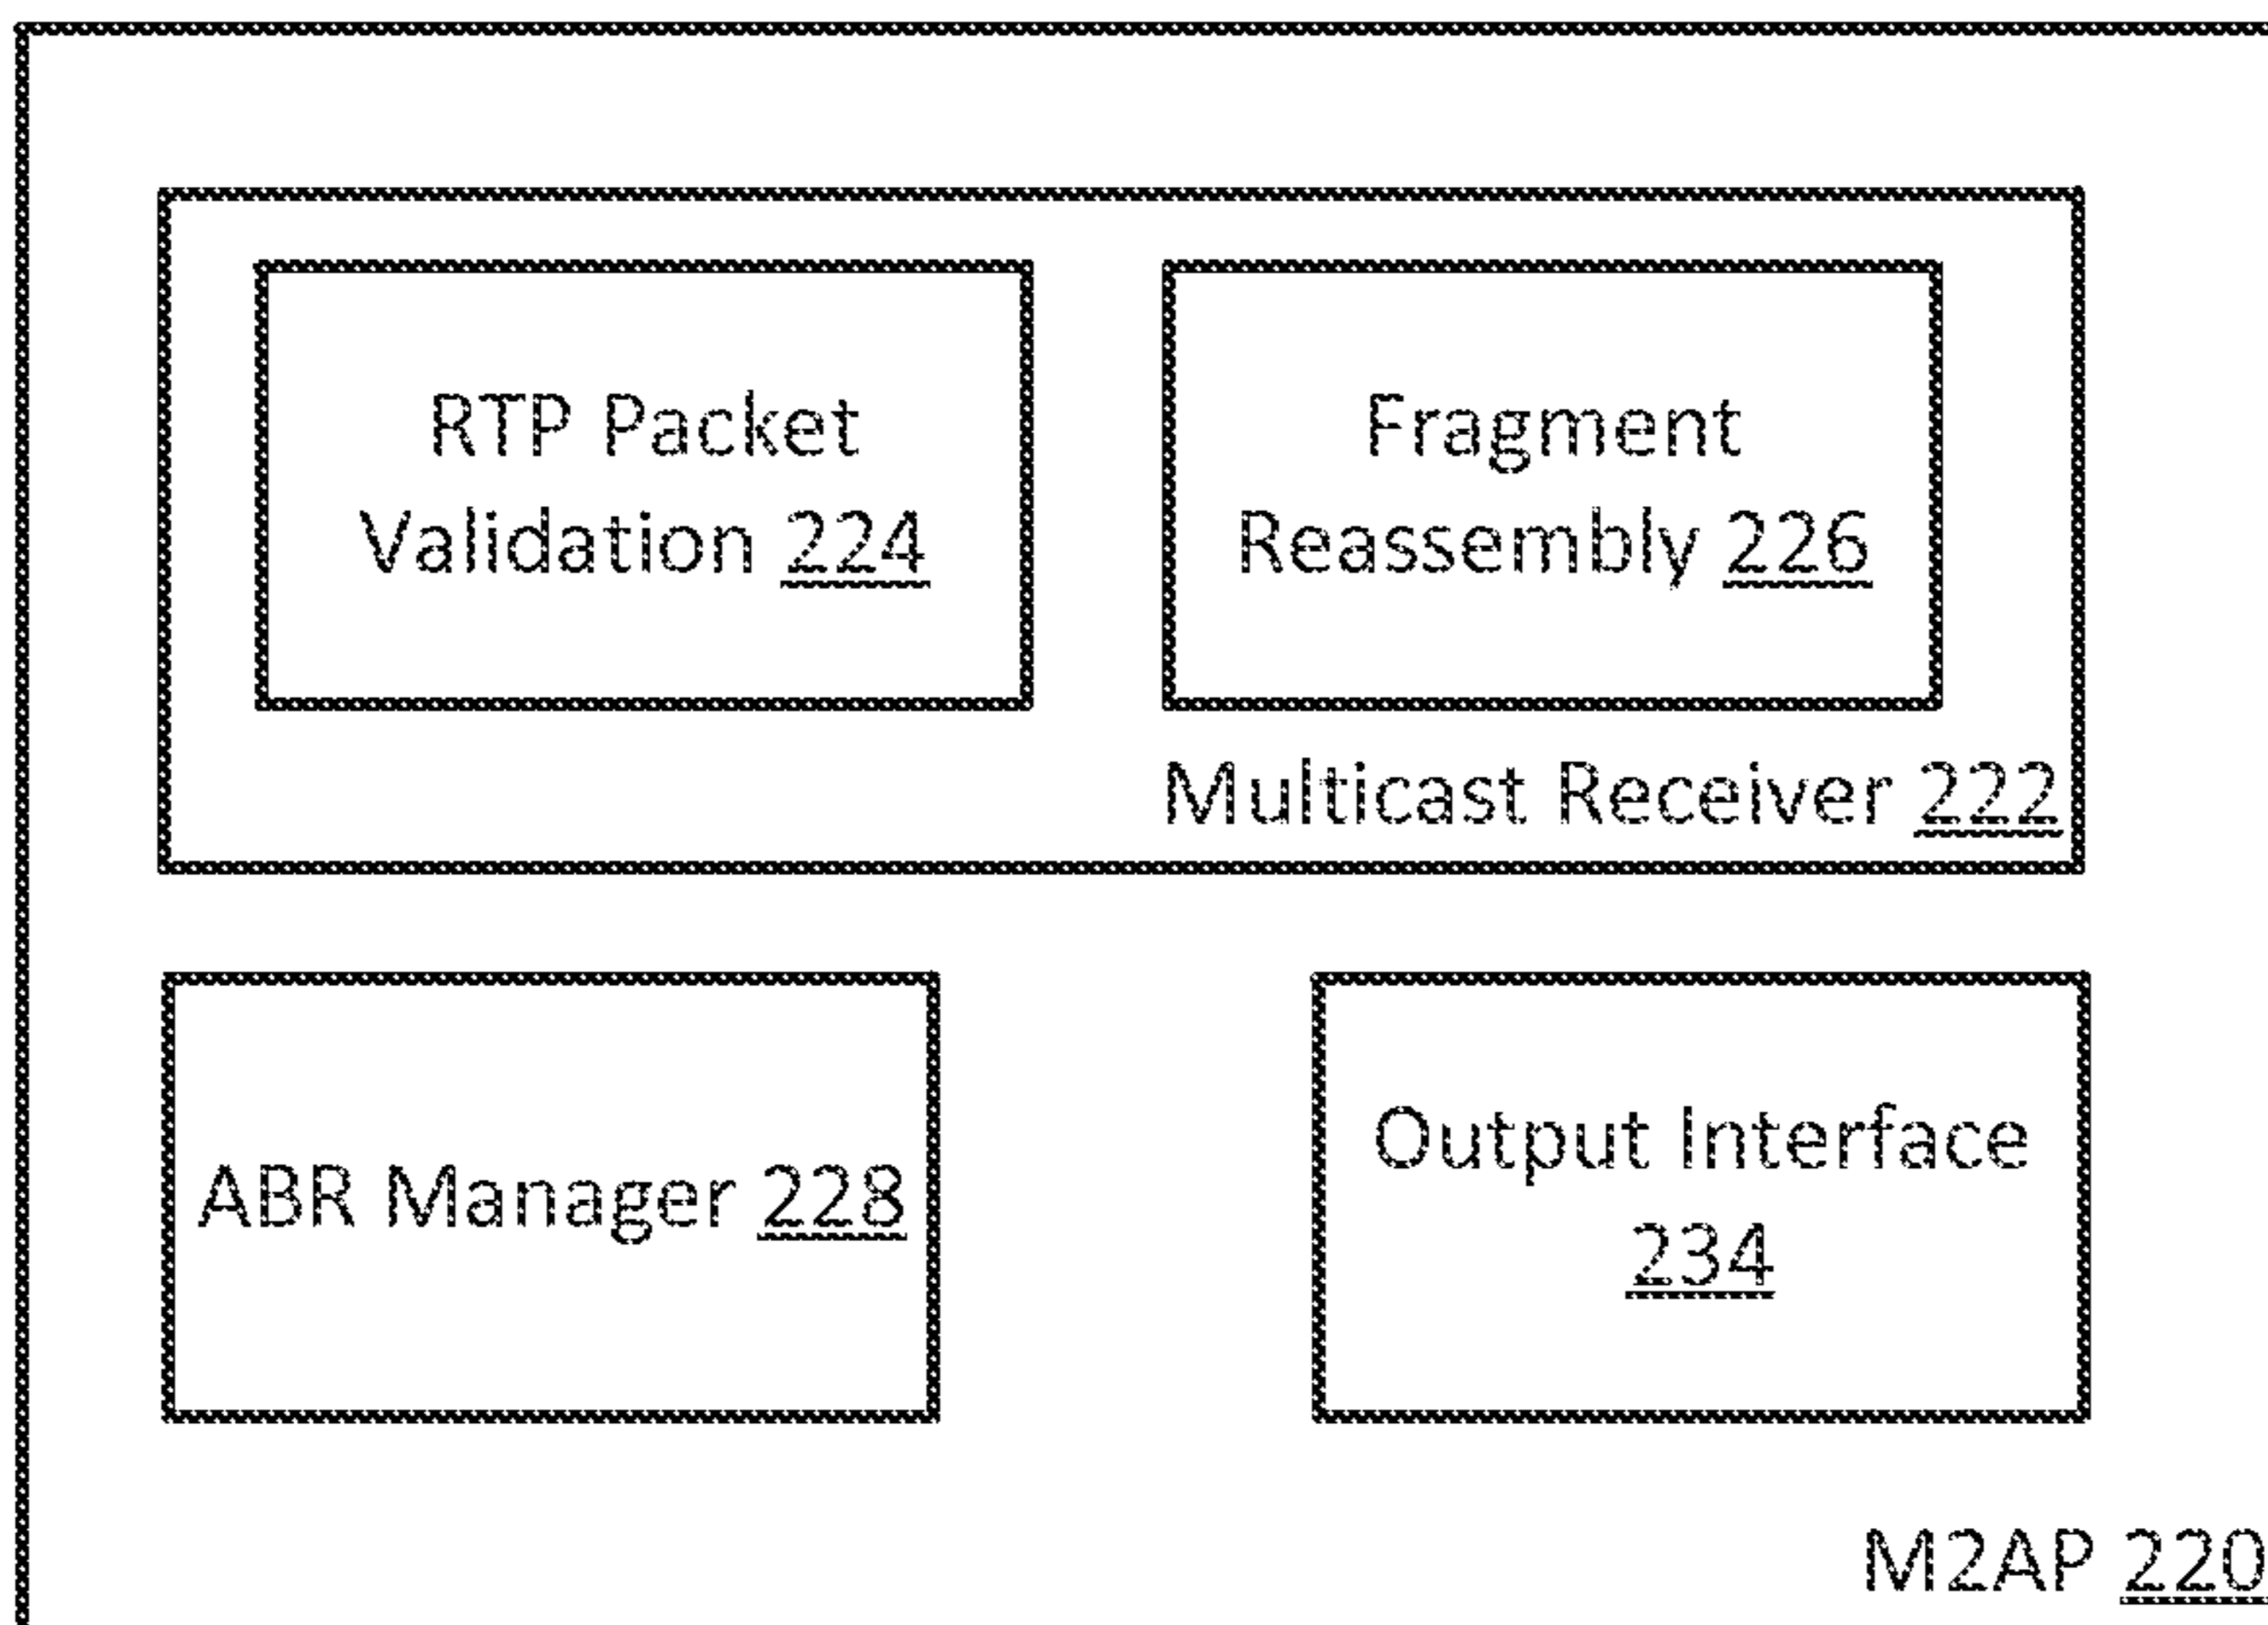 RTP Packet
Validation 224
Fragment
Reassembly 226
Multicast Receiver 222
ABR Manager 228
Output Interface
234
M2AP 220